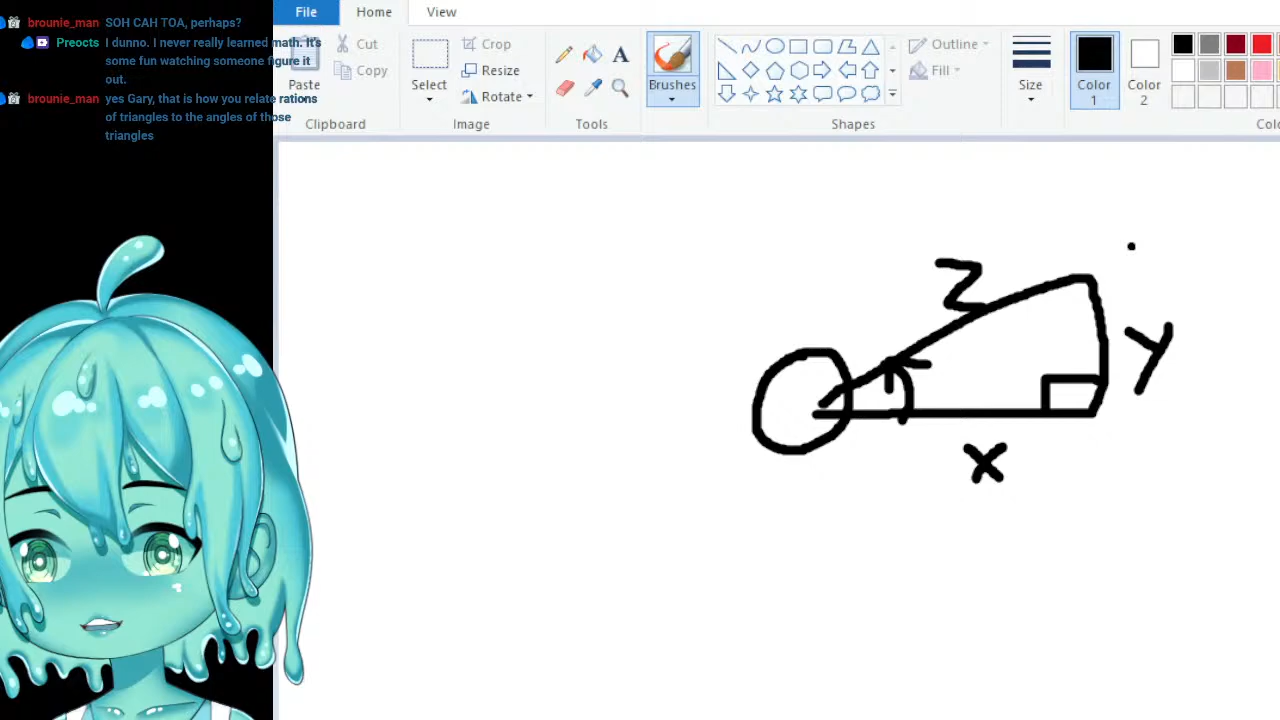 brounie_man SOH CAH TOA, perhaps?
Preocts I dunno. I never really learned math. It's
some fun watching someone figure it
out.
brounie_man yes Gary, that is how you relate rations
of triangles to the angles of those
triangles
File Home View
Paste
Cut
Copy
Clipboard
Select
Crop
Resize
Rotate
Image
A
Tools
Brushes
Outline
Fill
Shapes
Size
Color
1
Color
2
Colo
Z
y
x